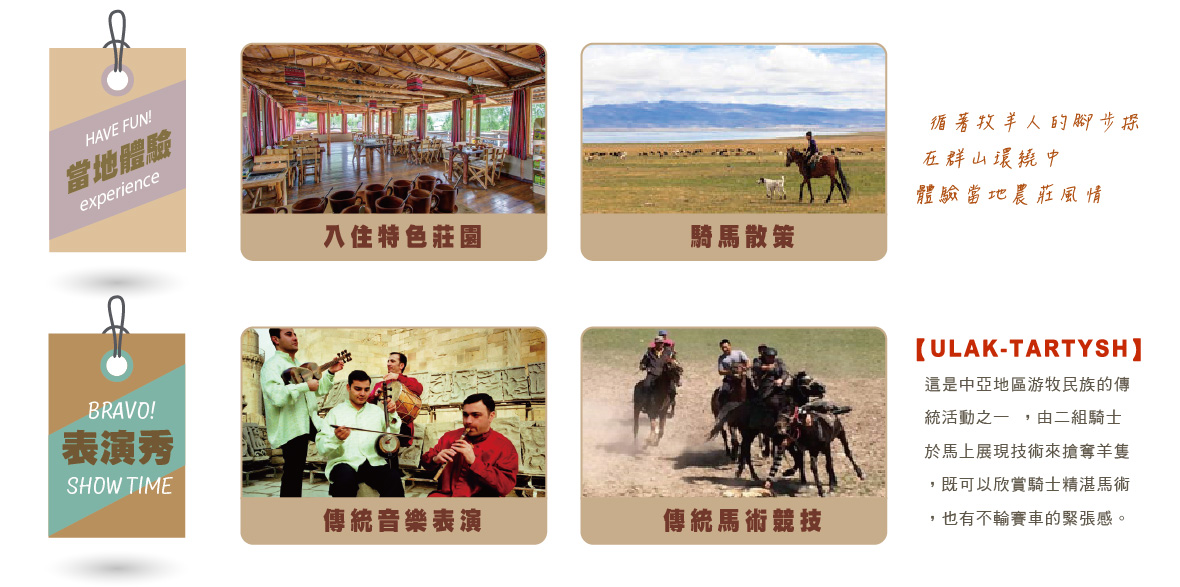 HAVE FUN!
當地體驗
experience
入住特色莊園
騎馬散策
循著牧羊人的腳步探
在群山環繞中
體驗當地農莊風情
BRAVO!
表演秀
SHOW TIME
傳統音樂表演
傳統馬術競技
【ULAK-TARTYSH】
這是中亞地區游牧民族的傳
統活動之一 ，由二組騎士
於馬上展現技術來搶奪羊隻
，既可以欣賞騎士精湛馬術
，也有不輸賽車的緊張感。